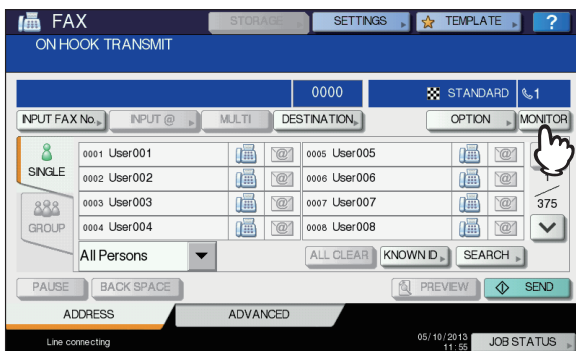 FAX STORAGE SETTINGS TEMPLATE ?
ON HOOK TRANSMIT
0000 STANDARD 1
INPUT FAX No. INPUT @ MULTI DESTINATION OPTION MONITOR
SINGLE
0001 User001 0005 User005
0002 User002 0006 User006
1
0003 User003 0007 User007
375
GROUP
0004 User004 0008 User008
All Persons ALL CLEAR KNOWN ID SEARCH
PAUSE BACK SPACE PREVIEW SEND
ADDRESS ADVANCED
Line connecting 05/10/2013
11:55 JOB STATUS